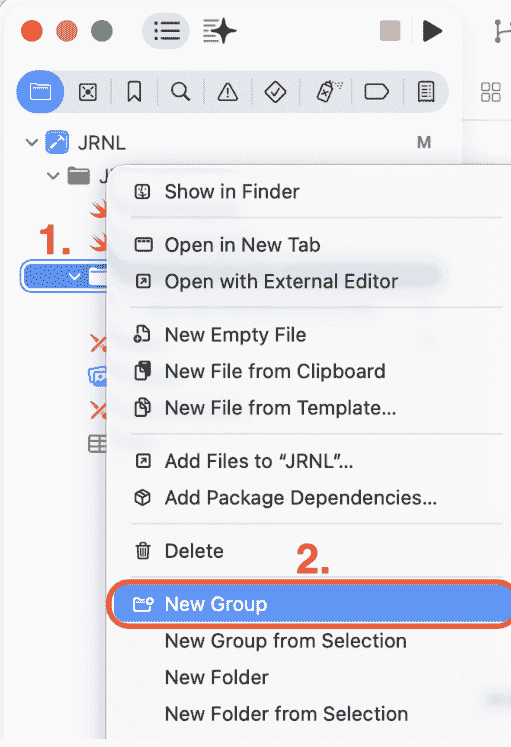 JRNL M
J
Show in Finder
1.
Open in New Tab
Open with External Editor
New Empty File
New File from Clipboard
New File from Template...
Add Files to “JRNL”...
Add Package Dependencies...
Delete
2.
New Group
New Group from Selection
New Folder
New Folder from Selection